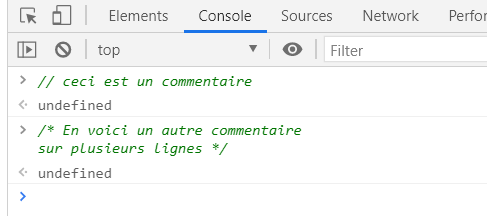 Elements Console Sources Network Perfor
top Filter
> // ceci est un commentaire
undefined
> /* En voici un autre commentaire
sur plusieurs lignes */
undefined
>